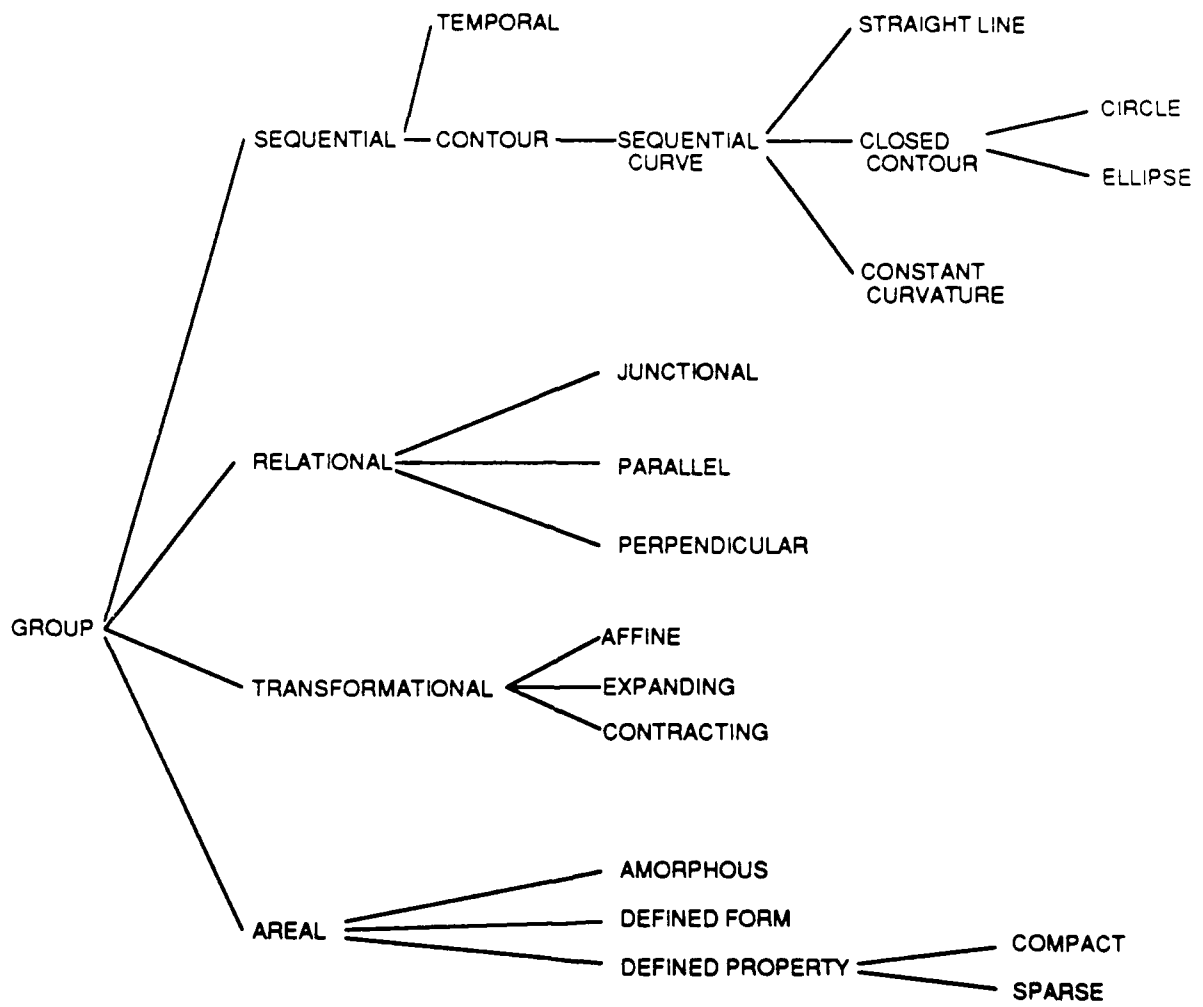 TEMPORAL
STRAIGHT LINE
CIRCLE
SEQUENTIAL
CONTOUR
SEQUENTIAL
CURVE
CLOSED
CONTOUR
ELLIPSE
CONSTANT
CURVATURE
JUNCTIONAL
RELATIONAL
PARALLEL
PERPENDICULAR
GROUP
AFFINE
TRANSFORMATIONAL
EXPANDING
CONTRACTING
AMORPHOUS
DEFINED FORM
AREAL
DEFINED PROPERTY
COMPACT
SPARSE